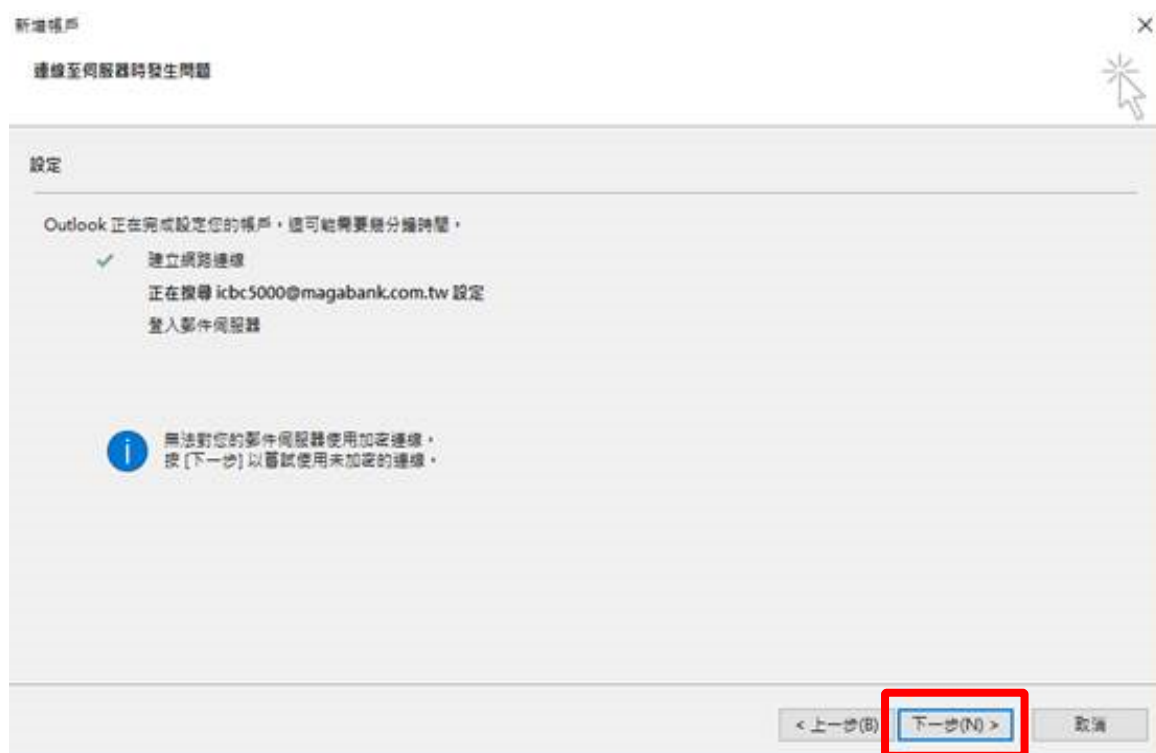 新增帳戶
連線至伺服器時發生問題
設定
Outlook 正在完成設定您的帳戶，這可能需要幾分鐘時間。
建立網路連線
正在搜尋 icbc5000@magabank.com.tw 設定
登入郵件伺服器
無法對您的郵件伺服器使用加密連線。
按 [下一步] 以嘗試使用未加密的連線。
< 上一步(B)
下一步(N) >
取消